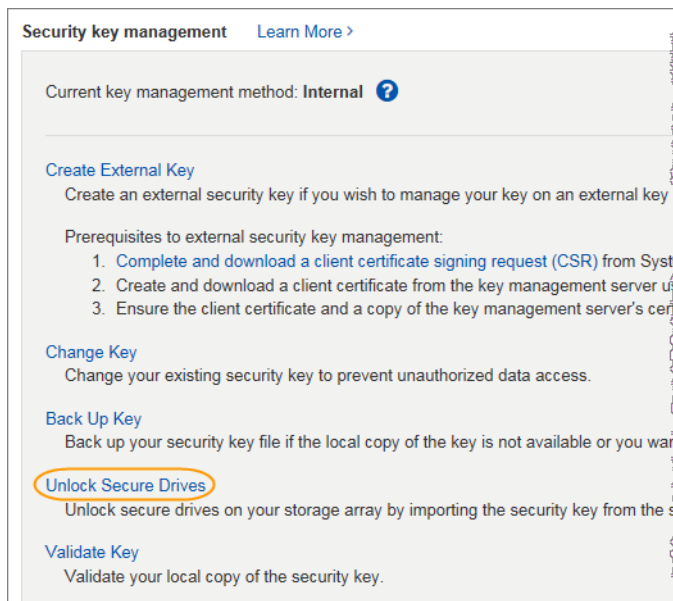 Security key management Learn More >
Current key management method: Internal ?
Create External Key
Create an external security key if you wish to manage your key on an external key
Prerequisites to external security key management:
1. Complete and download a client certificate signing request (CSR) from Syst
2. Create and download a client certificate from the key management server u
3. Ensure the client certificate and a copy of the key management server's cer
Change Key
Change your existing security key to prevent unauthorized data access.
Back Up Key
Back up your security key file if the local copy of the key is not available or you wan
Unlock Secure Drives
Unlock secure drives on your storage array by importing the security key from the s
Validate Key
Validate your local copy of the security key.